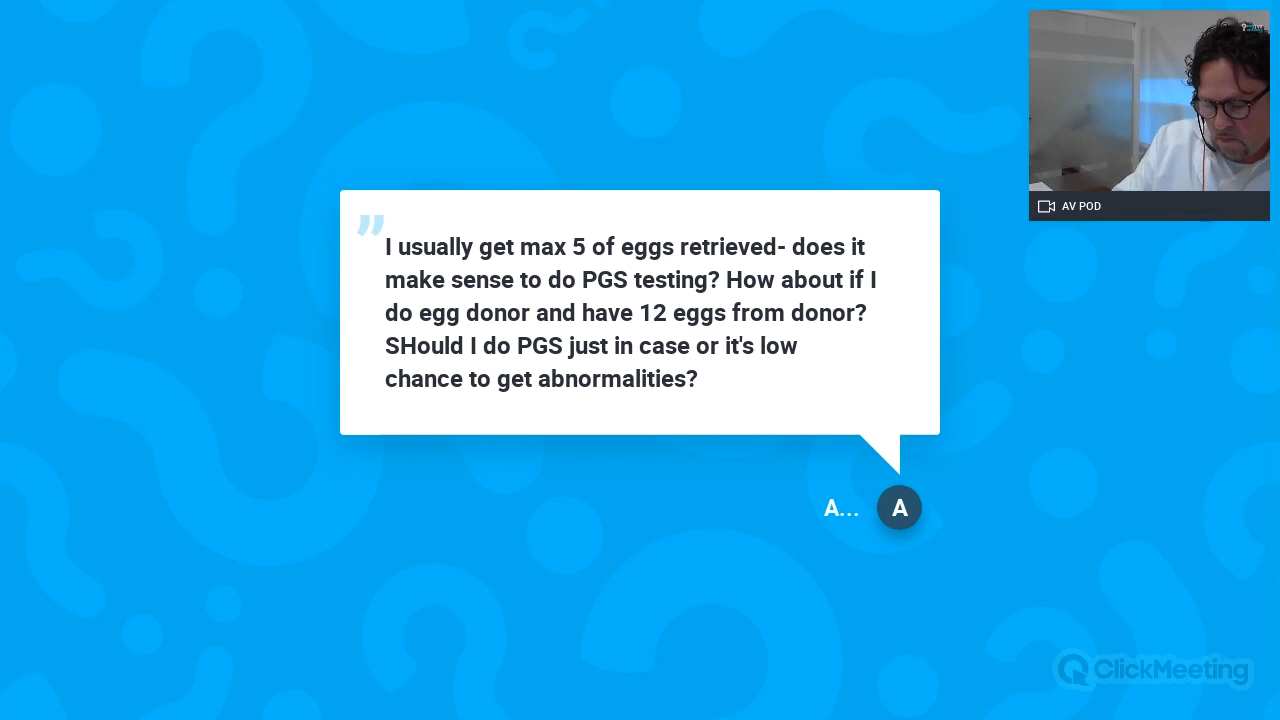 ”
I usually get max 5 of eggs retrieved- does it
make sense to do PGS testing? How about if I
do egg donor and have 12 eggs from donor?
SHould I do PGS just in case or it's low
chance to get abnormalities?
A...
A
AV POD
ClickMeeting